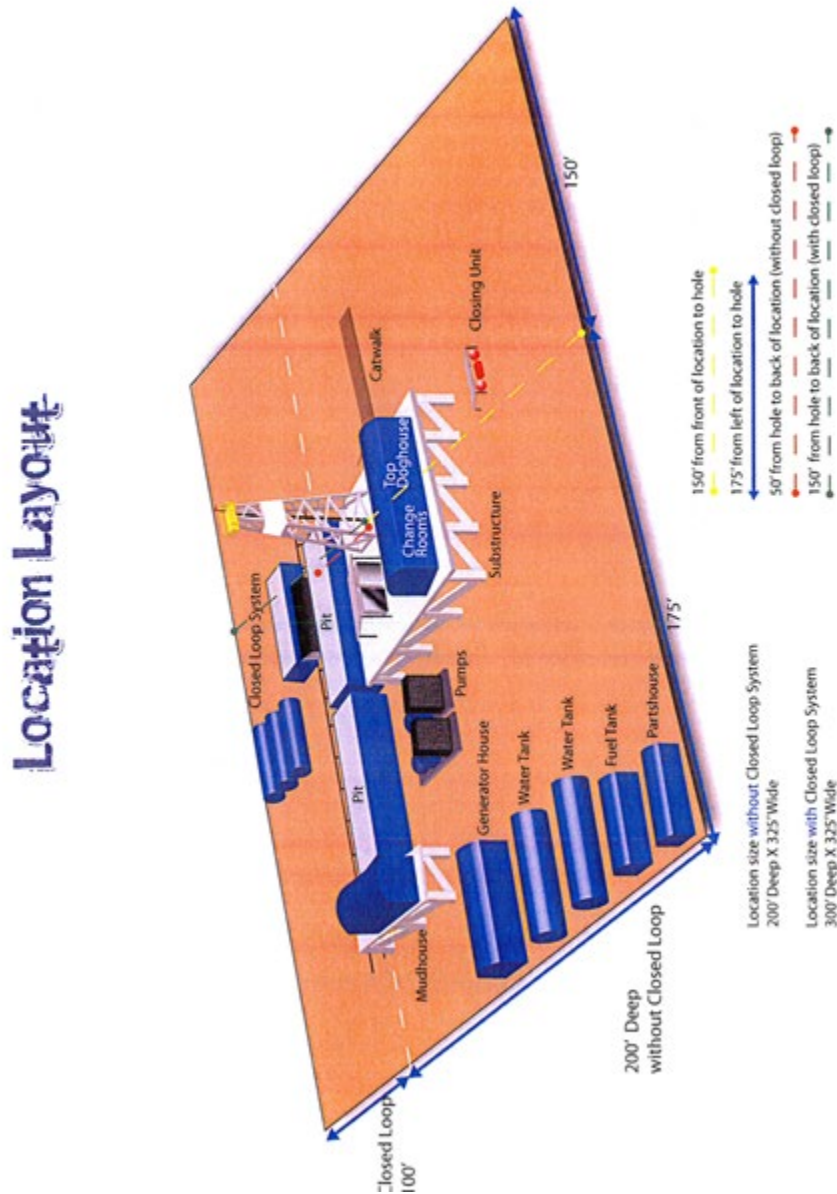 Location Layout
Closed Loop System
Pit
Pit
Top Doghouse
Change
Rooms
Catwalk
Closing Unit
Substructure
Pumps
Mudhouse
Generator House
Water Tank
Water Tank
Fuel Tank
Partshouse
Closed Loop
100'
200' Deep
without Closed Loop
175'
150'
150' from front of location to hole
175' from left of location to hole
50' from hole to back of location (without closed loop)
150' from hole to back of location (with closed loop)
Location size without Closed Loop System
200' Deep X 325' Wide
Location size with Closed Loop System
300' Deep X 325' Wide